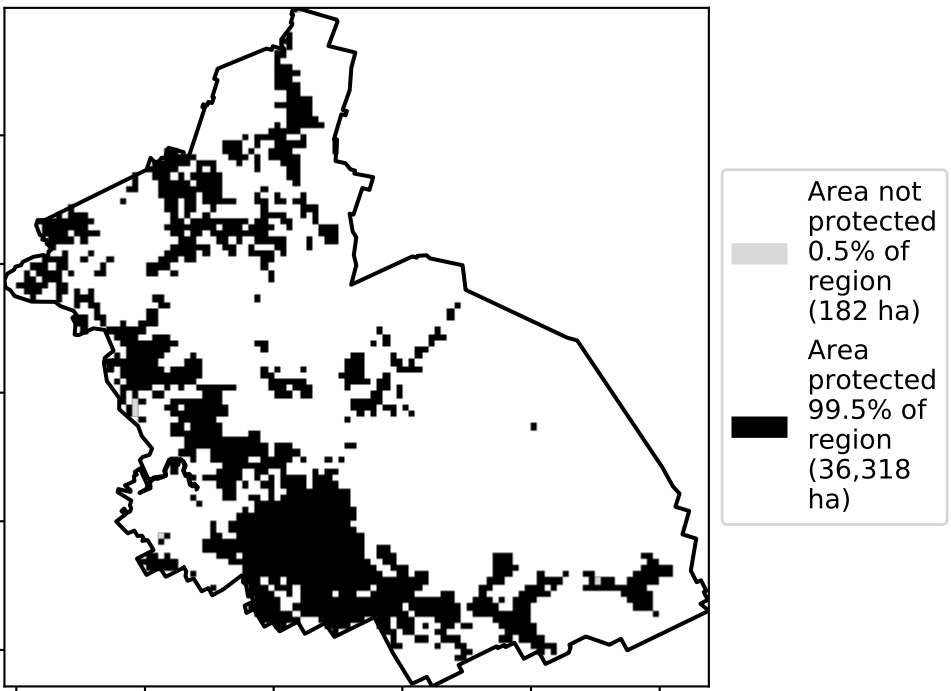 Area not
protected
0.5% of
region
(182 ha)
Area
protected
99.5% of
region
(36,318
ha)